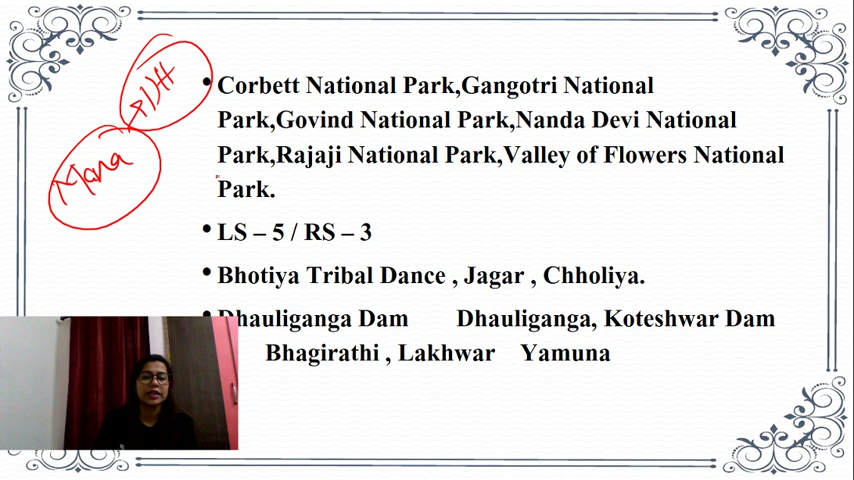 Mana
• Corbett National Park,Gangotri National
Park,Govind National Park,Nanda Devi National
Park,Rajaji National Park,Valley of Flowers National
Park.
• LS – 5 / RS – 3
• Bhotiya Tribal Dance , Jagar , Chholiya.
• Dhauliganga Dam Dhauliganga, Koteshwar Dam
Bhagirathi , Lakhwar Yamuna